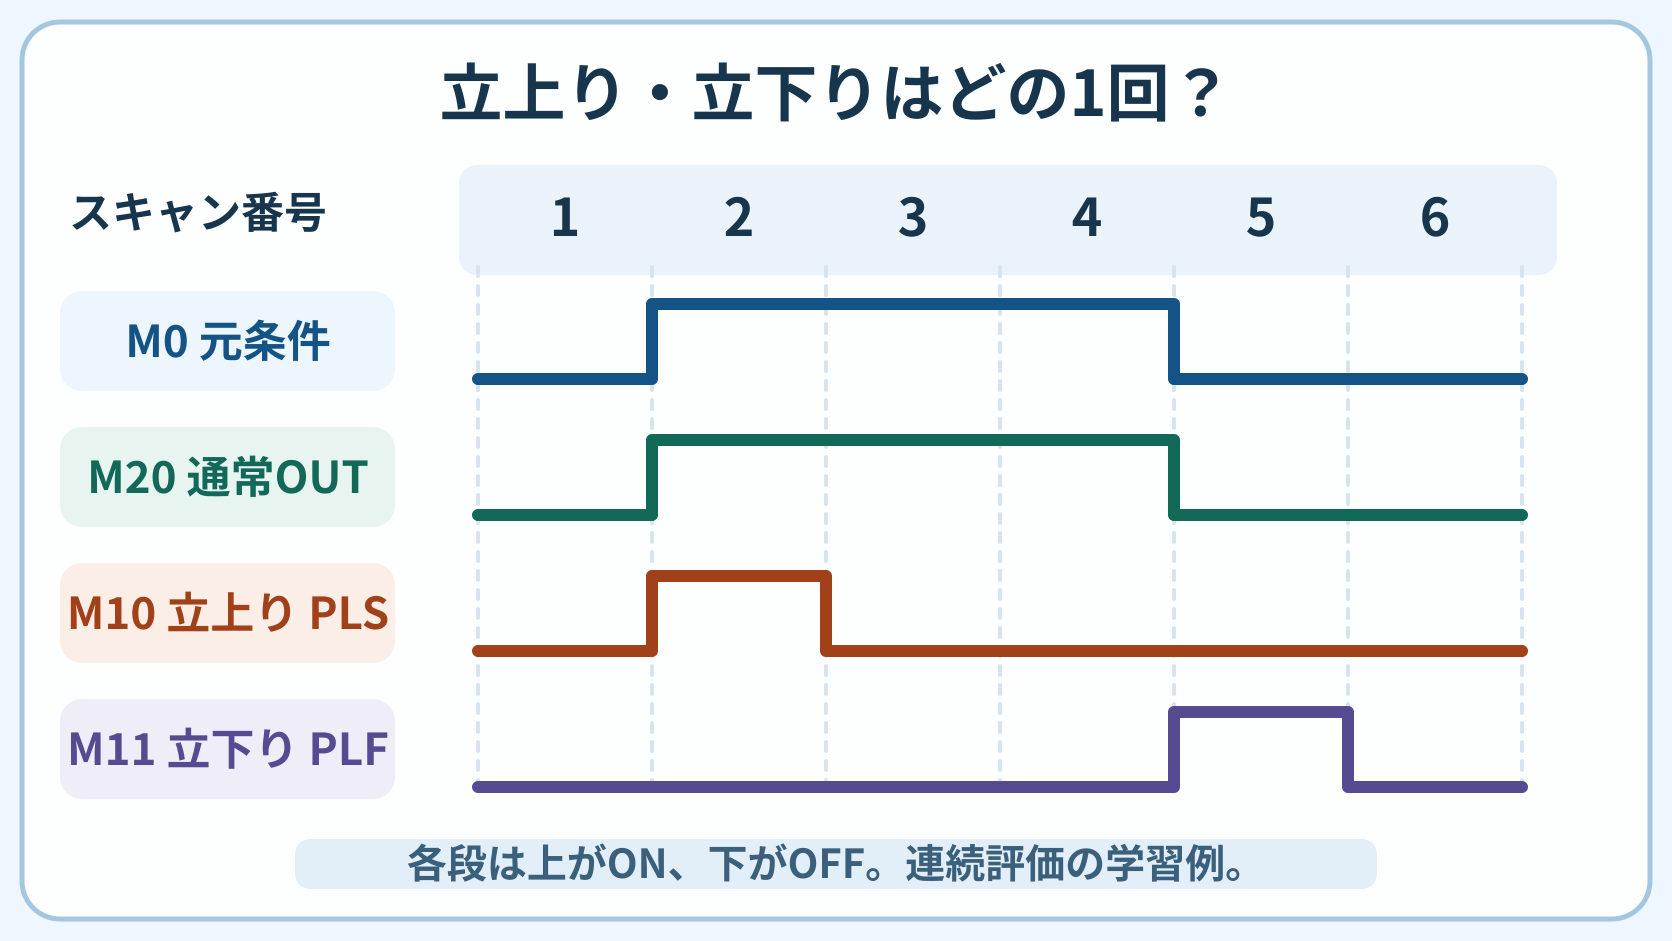 立上り・立下りはどの1回？
スキャン番号 1 2 3 4 5 6
M0 元条件
M20 通常OUT
M10 立上り PLS
M11 立下り PLF
各段は上がON、下がOFF。連続評価の学習例。